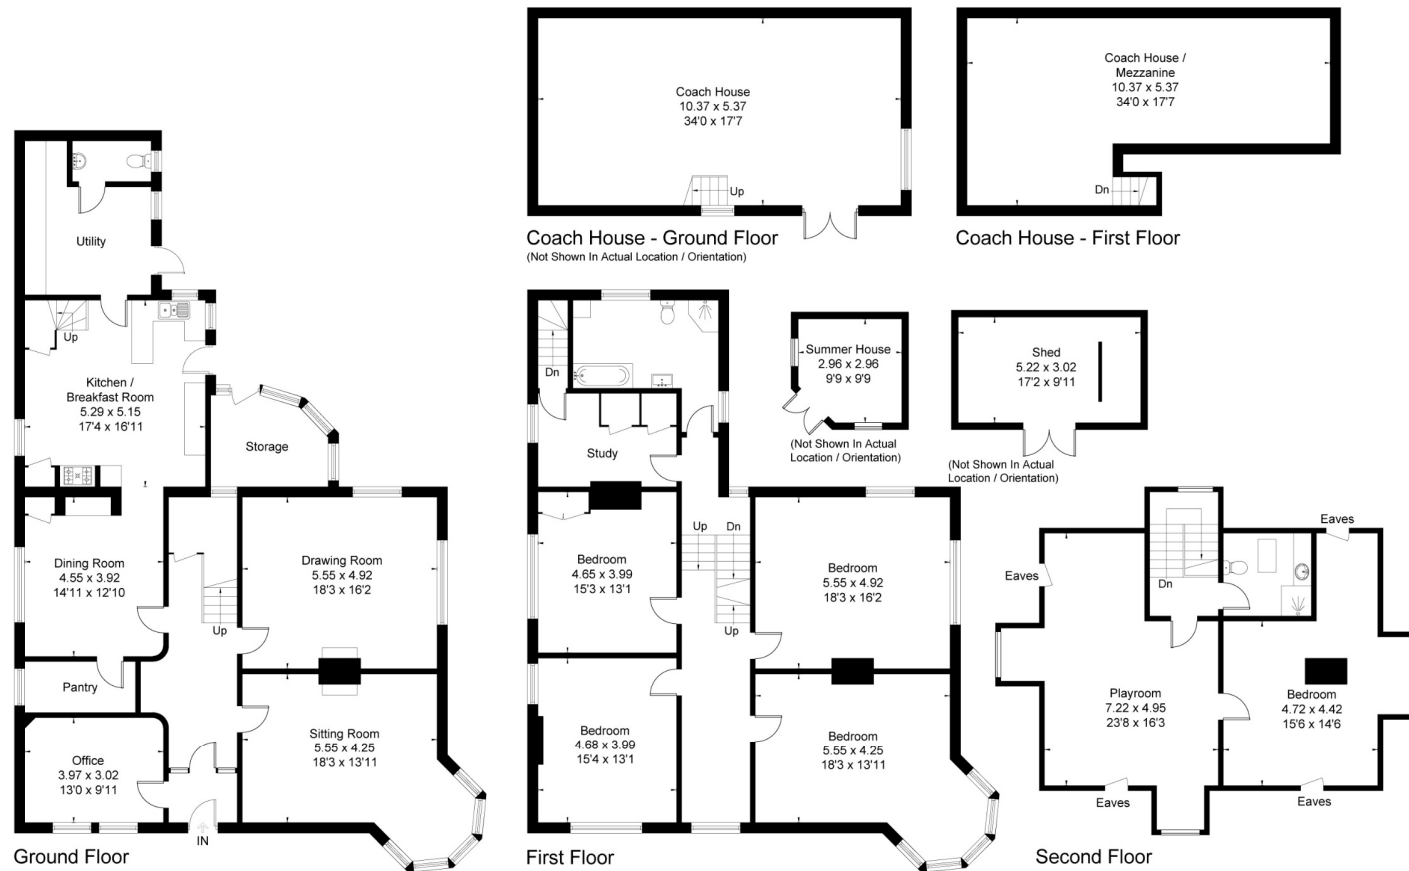 Coach House
10.37 x 5.37
34'0 x 17'7
Up
Coach House - Ground Floor
(Not Shown In Actual Location / Orientation)
Coach House /
Mezzanine
10.37 x 5.37
34'0 x 17'7
Dn
Coach House - First Floor
Utility
Up
Kitchen /
Breakfast Room
5.29 x 5.15
17'4 x 16'11
Storage
Dining Room
4.55 x 3.92
14'11 x 12'10
Up
Drawing Room
5.55 x 4.92
18'3 x 16'2
Pantry
Office
3.97 x 3.02
13'0 x 9'11
Sitting Room
5.55 x 4.25
18'3 x 13'11
IN
Ground Floor
Dn
Study
Up
Dn
Bedroom
4.65 x 3.99
15'3 x 13'1
Bedroom
5.55 x 4.92
18'3 x 16'2
Up
Bedroom
4.68 x 3.99
15'4 x 13'1
Bedroom
5.55 x 4.25
18'3 x 13'11
First Floor
Summer House
2.96 x 2.96
9'9 x 9'9
(Not Shown In Actual
Location / Orientation)
Shed
5.22 x 3.02
17'2 x 9'11
(Not Shown In Actual
Location / Orientation)
Eaves
Eaves
Dn
Playroom
7.22 x 4.95
23'8 x 16'3
Bedroom
4.72 x 4.42
15'6 x 14'6
Eaves
Eaves
Second Floor